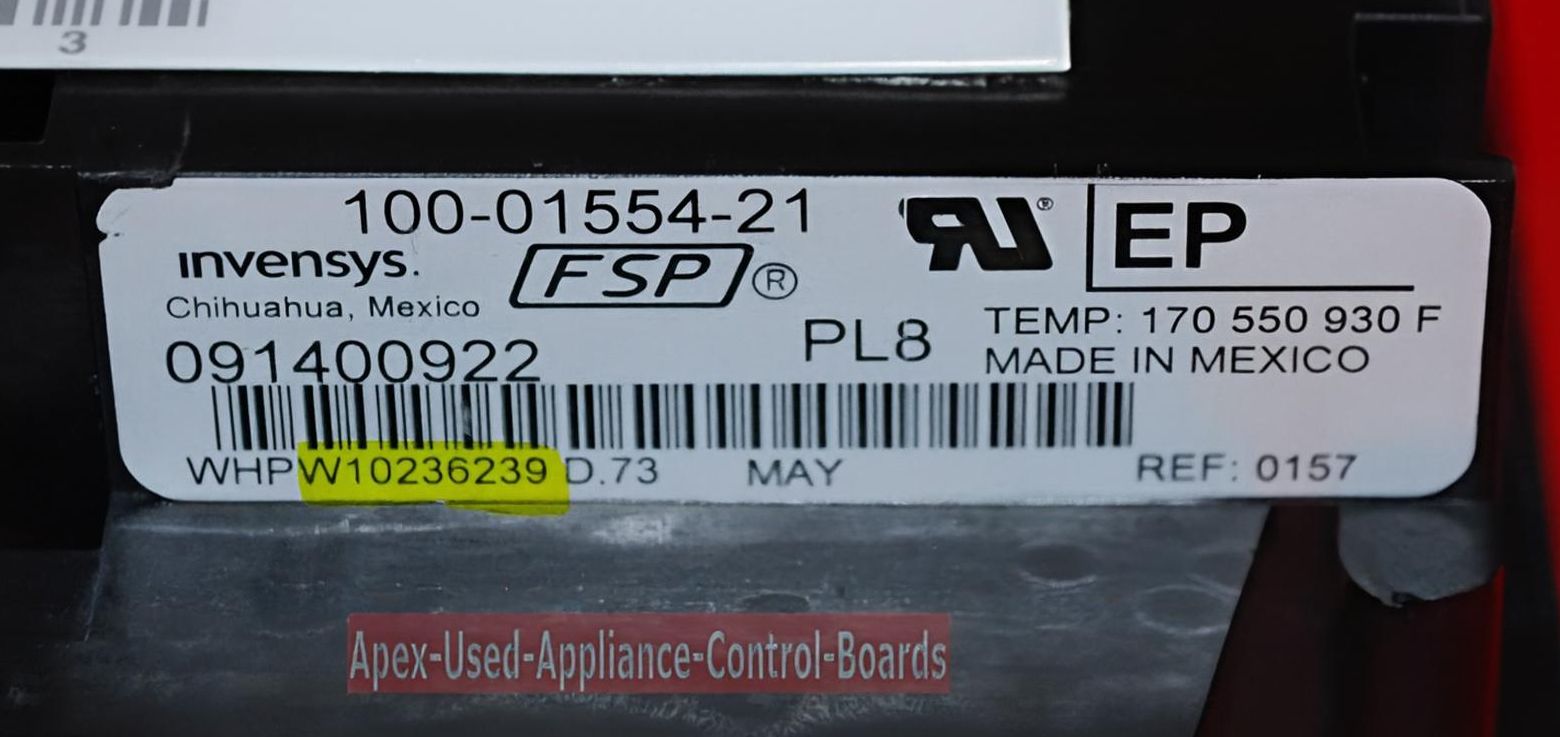 3
100-01554-21
invensys.
FSP®
Chihuahua, Mexico
091400922
PL8
RU® EP
TEMP: 170 550 930 F
MADE IN MEXICO
WHPW10236239 D.73 MAY REF: 0157
Apex-Used-Appliance-Control-Boards